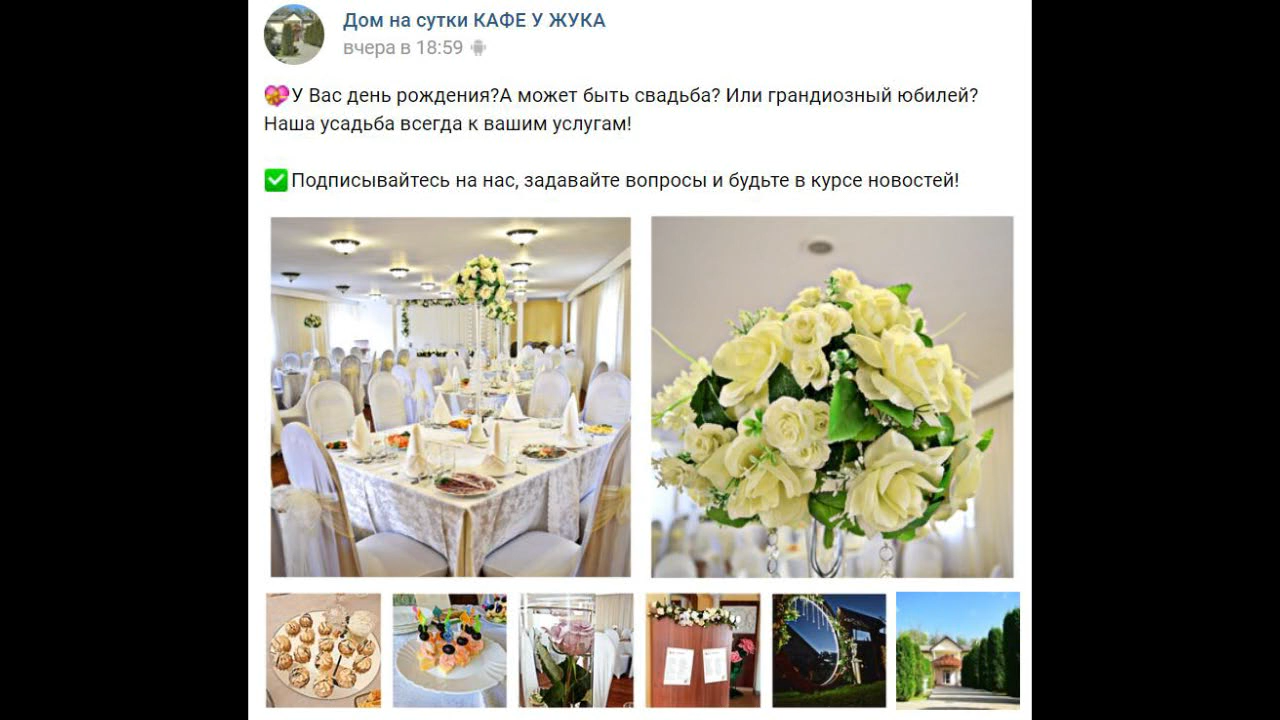 Дом на сутки КАФЕ У ЖУКА
вчера в 18:59
💝У Вас день рождения?А может быть свадьба? Или грандиозный юбилей?
Наша усадьба всегда к вашим услугам!
✅Подписывайтесь на нас, задавайте вопросы и будьте в курсе новостей!